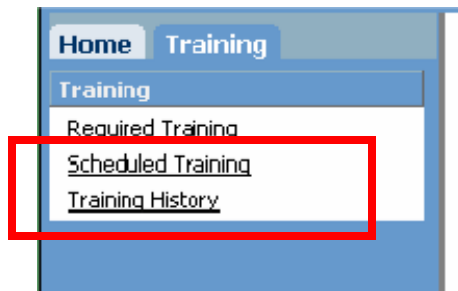 Home Training
Training
Required Training
Scheduled Training
Training History